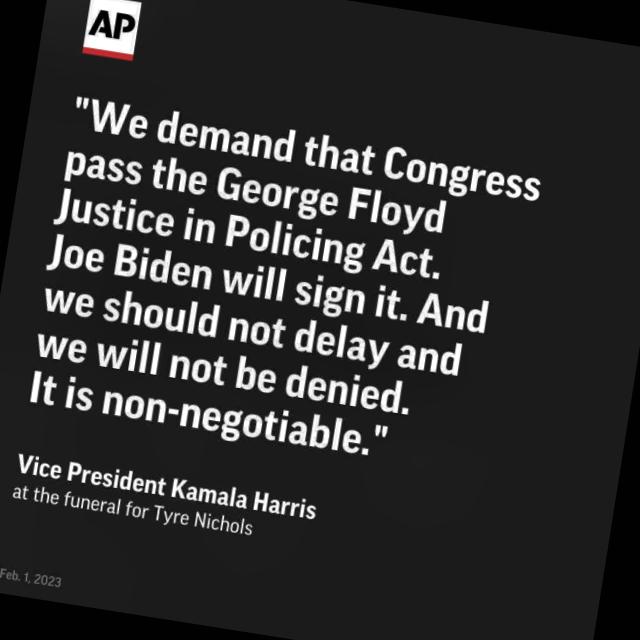 AP
"We demand that Congress
pass the George Floyd
Justice in Policing Act.
Joe Biden will sign it. And
we should not delay and
we will not be denied.
It is non-negotiable."
Vice President Kamala Harris
at the funeral for Tyre Nichols
Feb. 1, 2023